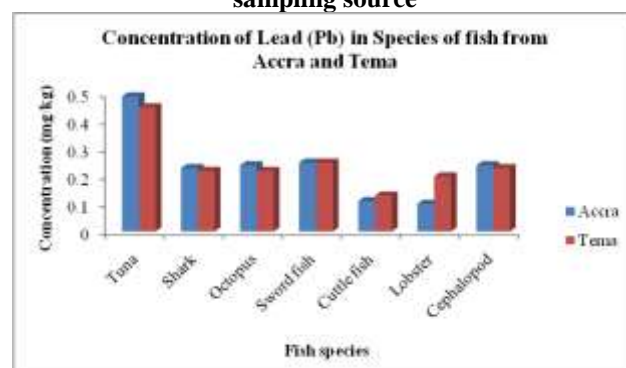 sampling source
Concentration of Lead (Pb) in Species of fish from
Accra and Tema
Concentration (mg/kg)
0.5
0.4
0.3
0.2
0.1
0
Tuna
Shark
Octopus
Sword fish
Cuttle fish
Lobster
Cephalopod
Accra
Tema
Fish species